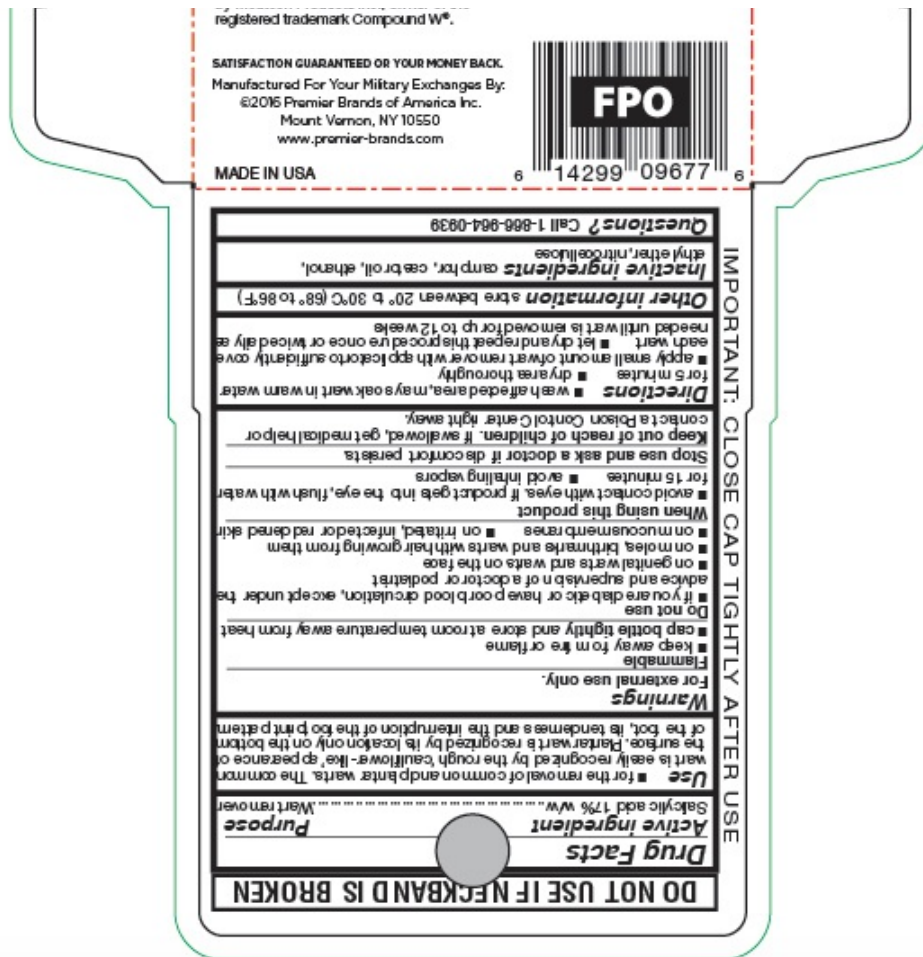 registered trademark Compound W®.
SATISFACTION GUARANTEED OR YOUR MONEY BACK.
Manufactured For Your Military Exchanges By:
©2016 Premier Brands of America Inc.
Mount Vernon, NY 10550
www.premier-brands.com
MADE IN USA
FPO
6 14299 09677 6
IMPORTANT: CLOSE CAP TIGHTLY AFTER USE
DO NOT USE IF NECKBAND IS BROKEN
Drug Facts
Active ingredient Purpose
Salicylic acid 17% w/w..........Wart remover
Use ▪ for the removal of common and plantar warts. The common
wart is easily recognized by the rough 'cauliflower-like' appearance of
the surface. Plantar wart is recognized by its location only on the bottom
of the foot, its tenderness and the interruption of the footprint pattern
Warnings
For external use only.
Flammable
▪ keep away from fire or flame
▪ cap bottle tightly and store at room temperature away from heat
Do not use
▪ if you are diabetic or have poor blood circulation, except under the
advice and supervision of a doctor or podiatrist
▪ on genital warts and warts on the face
▪ on moles, birthmarks and warts with hair growing from them
▪ on mucous membranes ▪ on irritated, infected or reddened skin
When using this product
▪ avoid contact with eyes. If product gets into the eye, flush with water
for 15 minutes ▪ avoid inhaling vapors
Stop use and ask a doctor if discomfort persists.
Keep out of reach of children. If swallowed, get medical help or
contact a Poison Control Center right away.
Directions ▪ wash affected area, may soak wart in warm water
for 5 minutes ▪ dry area thoroughly
▪ apply small amount of wart remover with applicator to sufficiently cove
each wart ▪ let dry and repeat this procedure once or twice daily as
needed until wart is removed for up to 12 weeks
Other information store between 20° to 30°C (68° to 86°F)
Inactive ingredients camphor, castor oil, ethanol,
ethyl ether, nitrocellulose
Questions? Call 1-866-964-0939